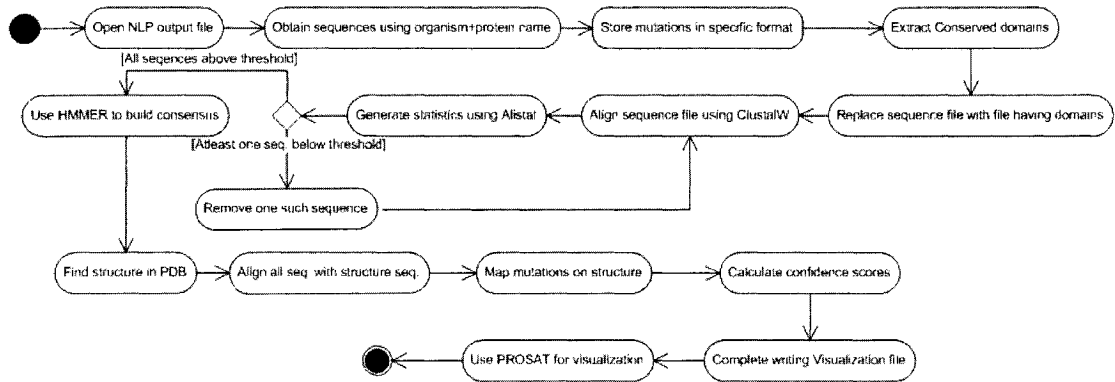 Open NLP output file
Obtain sequences using organism+protein name
Store mutations in specific format
Extract Conserved domains
[All seqences above threshold]
Use HMMER to build consensus
Generate statistics using Alistat
Align sequence file using ClustalW
Replace sequence file with file having domains
[Atleast one seq. below threshold]
Remove one such sequence
Find structure in PDB
Align all seq. with structure seq.
Map mutations on structure
Calculate confidence scores
Use PROSAT for visualization
Complete writing Visualization file